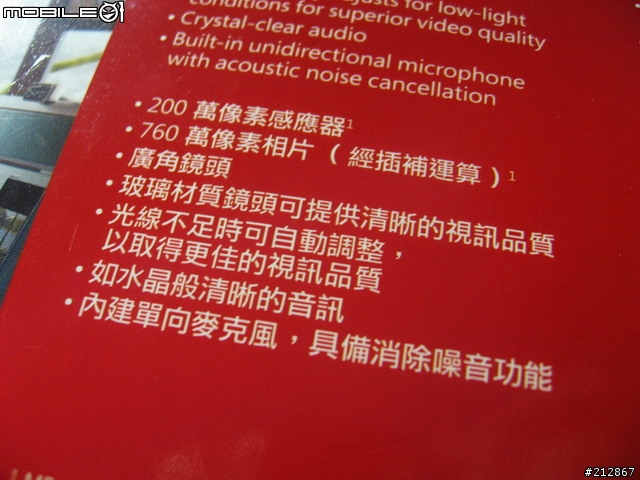 MOBILE01
justs for low-light
conditions for superior video quality
• Crystal-clear audio
• Built-in unidirectional microphone
with acoustic noise cancellation
• 200 萬像素感應器1
• 760 萬像素相片 ( 經插補運算 ) 1
• 廣角鏡頭
• 玻璃材質鏡頭可提供清晰的視訊品質
• 光線不足時可自動調整，
以取得更佳的視訊品質
• 如水晶般清晰的音訊
• 內建單向麥克風，具備消除噪音功能
#212867